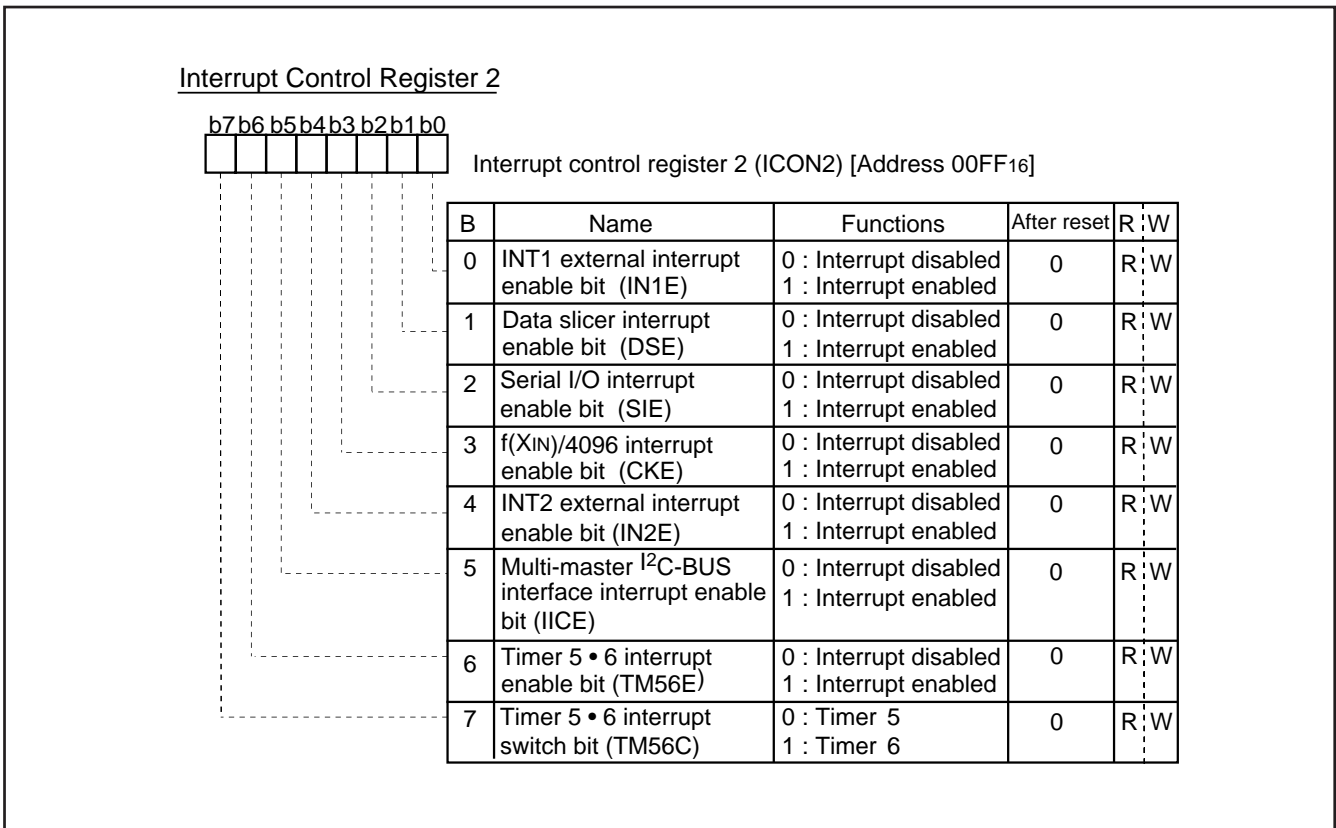 Interrupt Control Register 2
b7 b6 b5 b4 b3 b2 b1 b0
Interrupt control register 2 (ICON2) [Address 00FF16]
B Name Functions After reset R W
0 INT1 external interrupt 0 : Interrupt disabled 0 R W
enable bit (IN1E) 1 : Interrupt enabled
1 Data slicer interrupt 0 : Interrupt disabled 0 R W
enable bit (DSE) 1 : Interrupt enabled
2 Serial I/O interrupt 0 : Interrupt disabled 0 R W
enable bit (SIE) 1 : Interrupt enabled
3 f(XIN)/4096 interrupt 0 : Interrupt disabled 0 R W
enable bit (CKE) 1 : Interrupt enabled
4 INT2 external interrupt 0 : Interrupt disabled 0 R W
enable bit (IN2E) 1 : Interrupt enabled
5 Multi-master I2C-BUS 0 : Interrupt disabled 0 R W
interface interrupt enable 1 : Interrupt enabled
bit (IICE)
6 Timer 5 • 6 interrupt 0 : Interrupt disabled 0 R W
enable bit (TM56E) 1 : Interrupt enabled
7 Timer 5 • 6 interrupt 0 : Timer 5 0 R W
switch bit (TM56C) 1 : Timer 6